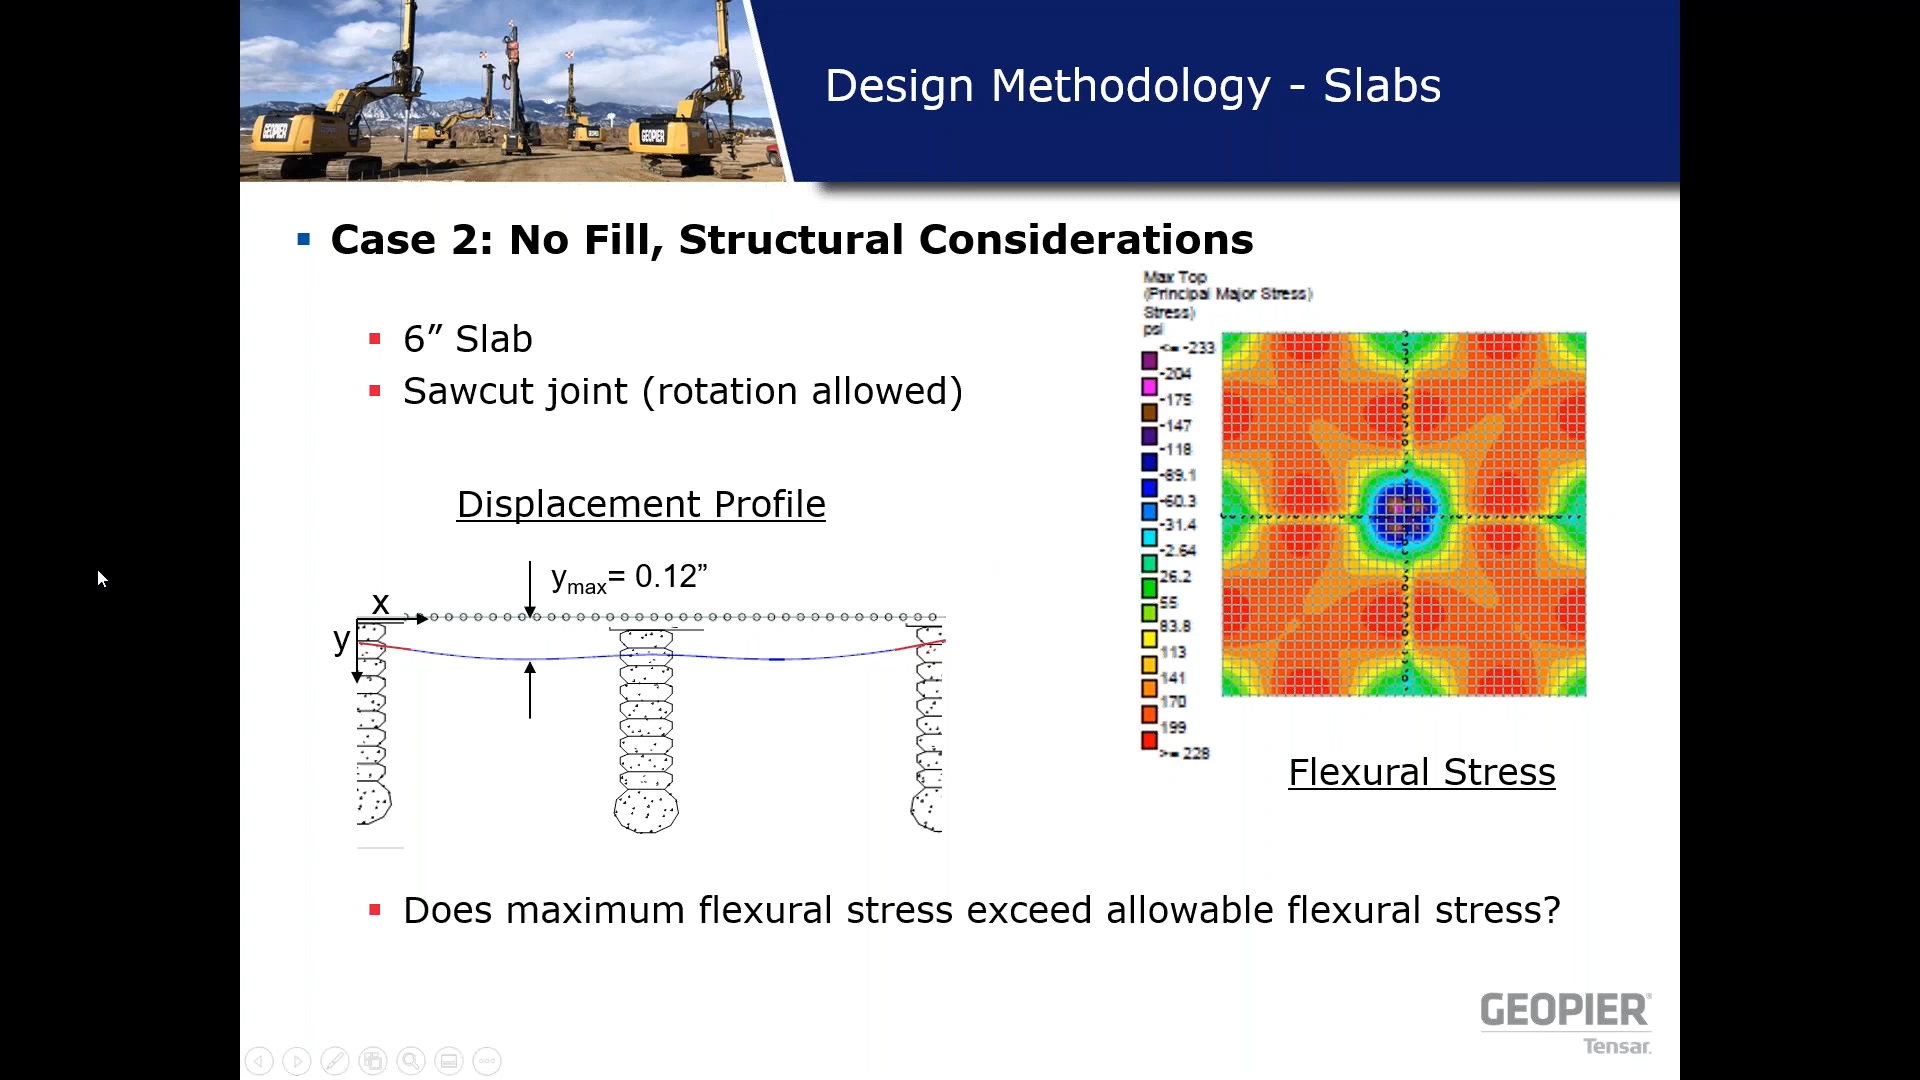 Design Methodology - Slabs
GEOPIER
GEOPIER
Case 2: No Fill, Structural Considerations
Max Top
(Principal Major Stress)
Stress)
psi
<= -233
-204
-175
-147
-118
-89.1
-60.3
-31.4
-2.64
26.2
55
83.8
113
141
170
199
>= 228
6” Slab
Sawcut joint (rotation allowed)
Displacement Profile
ymax= 0.12”
x
y
Flexural Stress
Does maximum flexural stress exceed allowable flexural stress?
GEOPIER®
Tensar.